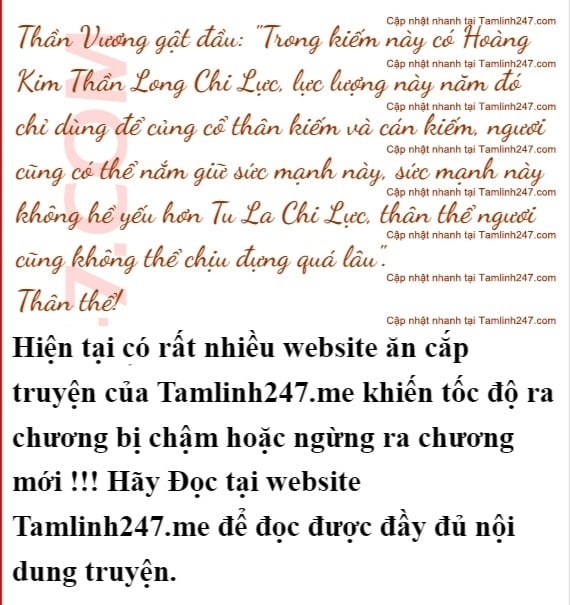 Cập nhật nhanh tại Tamlinh247.com
Thần Vương gật đầu: "Trong kiếm này có Hoàng
Cập nhật nhanh tại Tamlinh247.com
Kim Thần Long Chi Lực, lực lượng này năm đó
Cập nhật nhanh tại Tamlinh247.com
chỉ dùng để củng cố thân kiếm và cán kiếm, ngươi
Cập nhật nhanh tại Tamlinh247.com
cũng có thể nắm giữ sức mạnh này, sức mạnh này
Cập nhật nhanh tại Tamlinh247.com
không hề yếu hơn Tu La Chi Lực, thân thể ngươi
Cập nhật nhanh tại Tamlinh247.com
cũng không thể chịu đựng quá lâu".
Cập nhật nhanh tại Tamlinh247.com
Thân thể!
Cập nhật nhanh tại Tamlinh247.com
7.COM
Hiện tại có rất nhiều website ăn cắp
truyện của Tamlinh247.me khiến tốc độ ra
chương bị chậm hoặc ngừng ra chương
mới !!! Hãy Đọc tại website
Tamlinh247.me để đọc được đầy đủ nội
dung truyện.